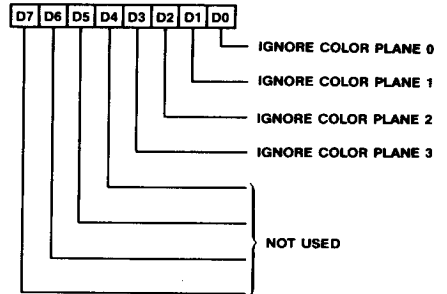 D7 D6 D5 D4 D3 D2 D1 D0
IGNORE COLOR PLANE 0
IGNORE COLOR PLANE 1
IGNORE COLOR PLANE 2
IGNORE COLOR PLANE 3
NOT USED